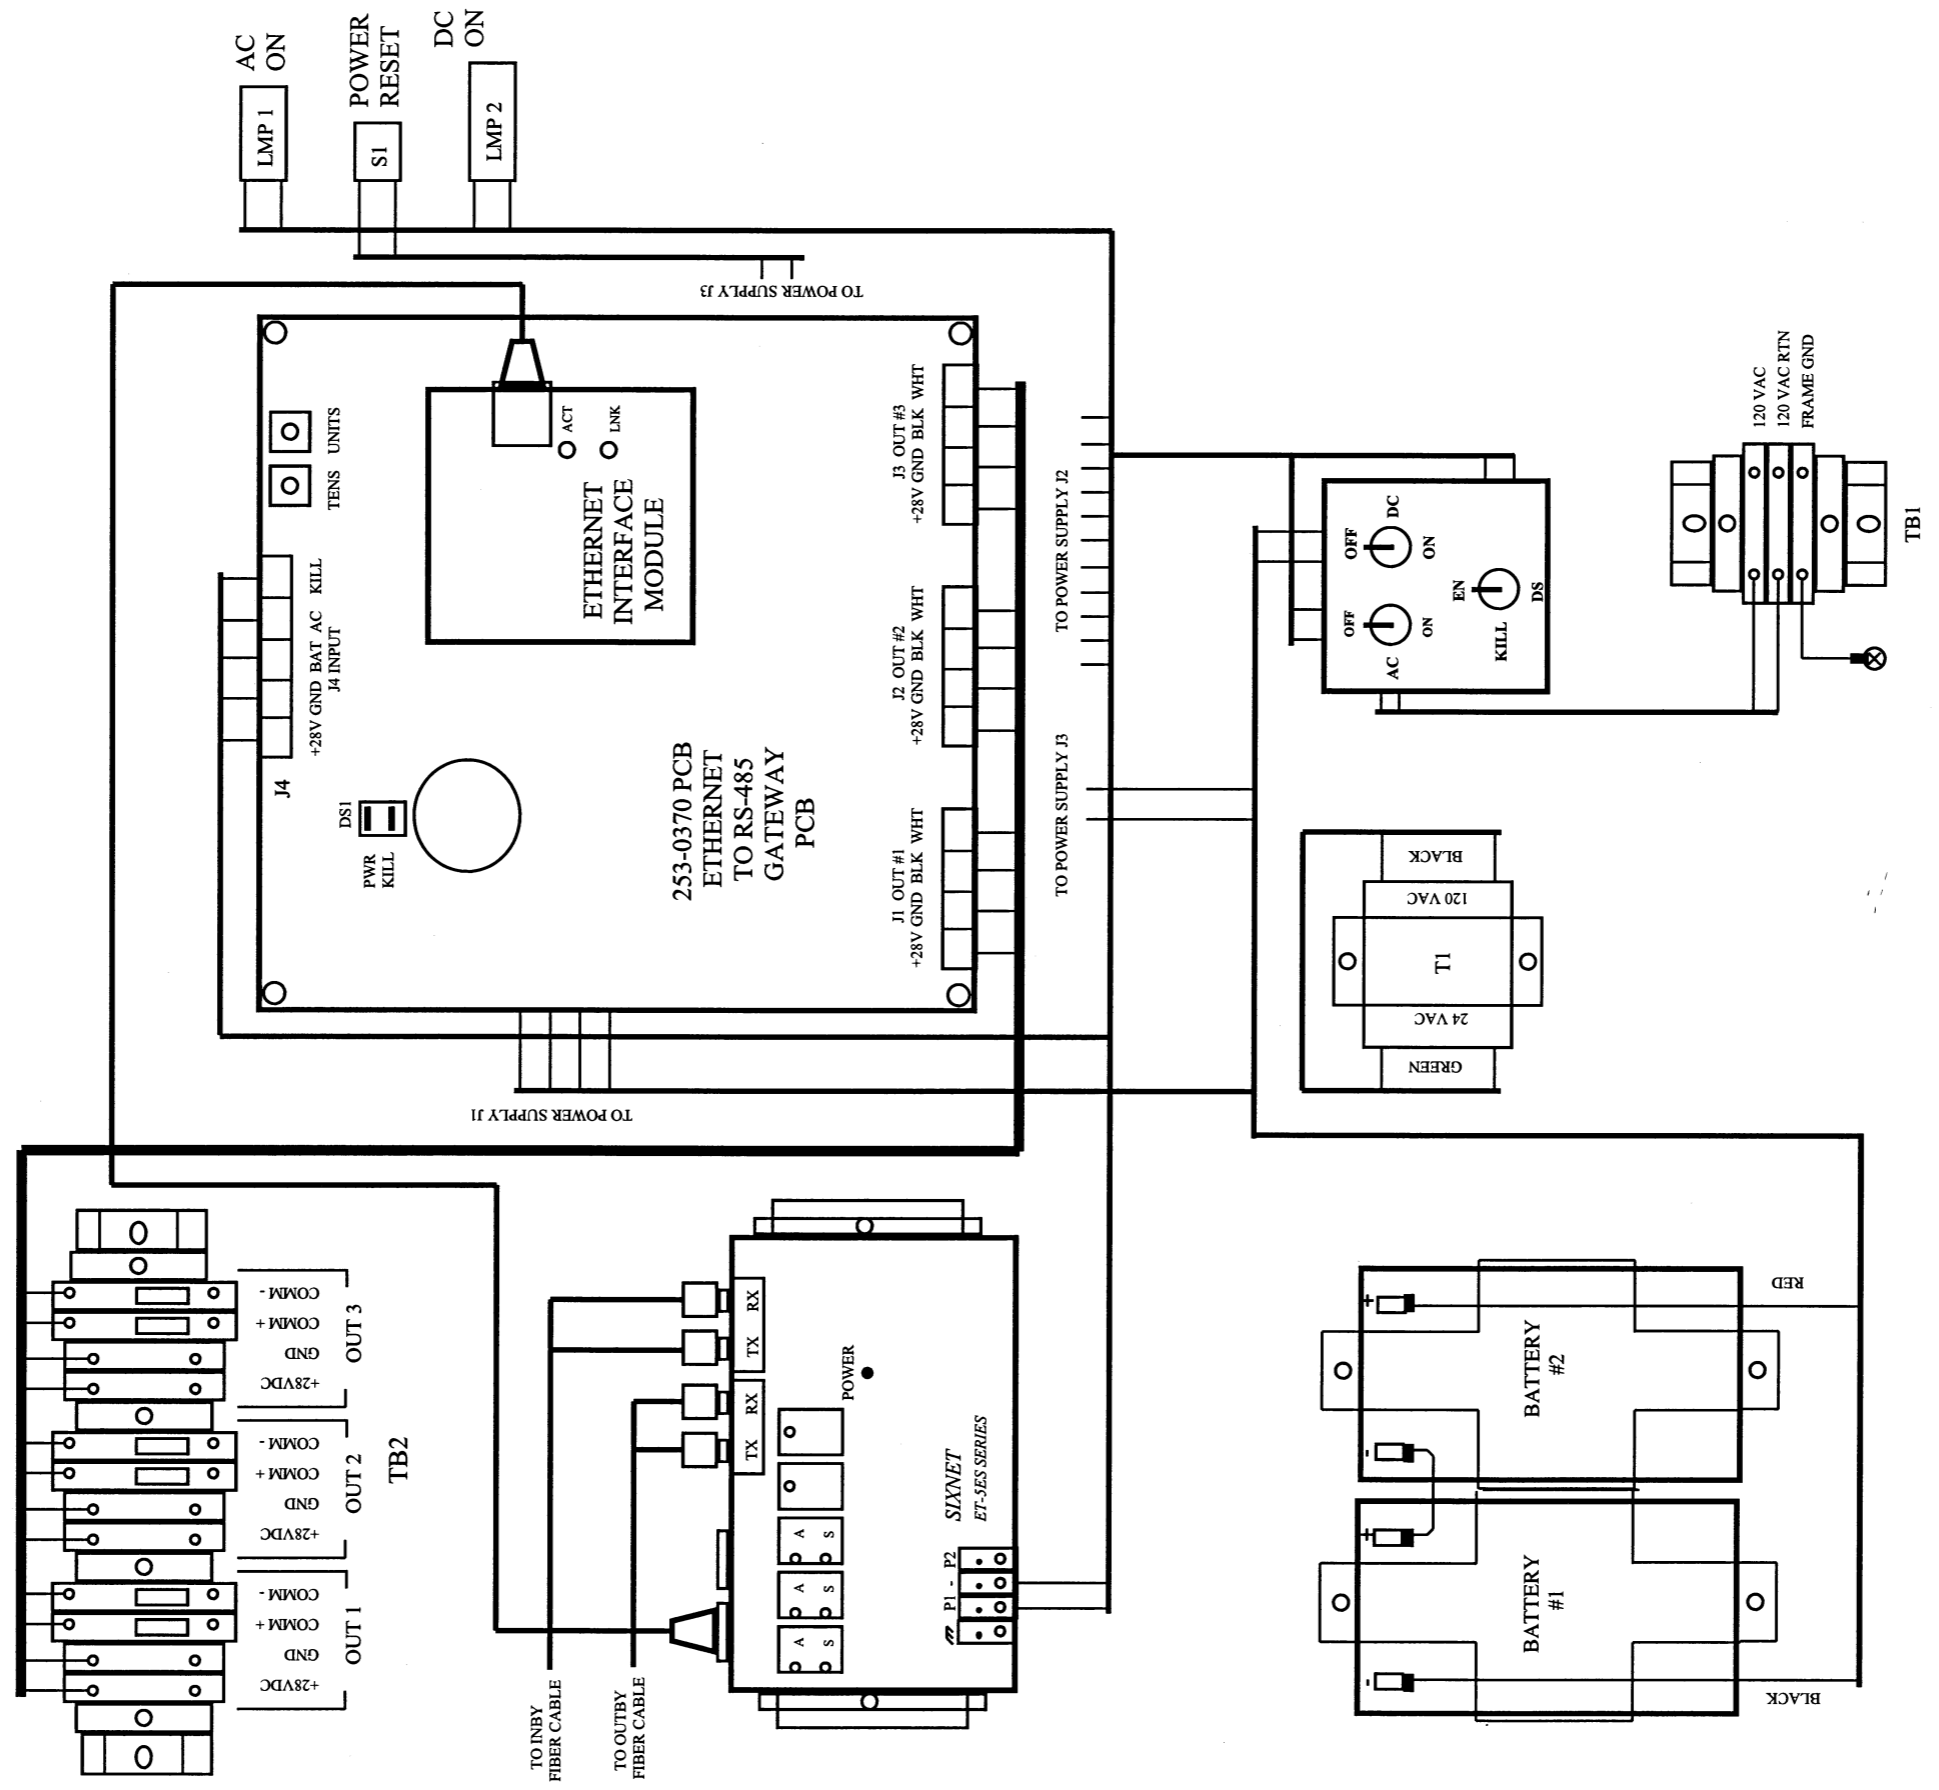 AC
ON
POWER
RESET
DC
ON
LMP 1
S1
LMP 2
TO POWER SUPPLY J3
UNITS
TENS
ACT
LNK
ETHERNET
INTERFACE
MODULE
J4
+28V GND BAT AC KILL
J4 INPUT
DS1
PWR
KILL
253-0370 PCB
ETHERNET
TO RS-485
GATEWAY
PCB
J3 OUT #3
+28V GND BLK WHT
J2 OUT #2
+28V GND BLK WHT
J1 OUT #1
+28V GND BLK WHT
TO POWER SUPPLY J2
TO POWER SUPPLY J3
TO POWER SUPPLY J1
OFF
DC
ON
OFF
AC
ON
EN
KILL
DS
120 VAC
120 VAC RTN
FRAME GND
TB1
BLACK
120 VAC
T1
24 VAC
GREEN
COMM -
COMM +
GND
+28VDC
OUT 3
COMM -
COMM +
GND
+28VDC
OUT 2
COMM -
COMM +
GND
+28VDC
OUT 1
TB2
TO INBY
FIBER CABLE
TO OUTBY
FIBER CABLE
RX
TX
RX
TX
POWER
A
S
A
S
A
S
SIXNET
ET-5ES SERIES
P1 - P2
+
-
BATTERY
#2
RED
+
-
BATTERY
#1
BLACK